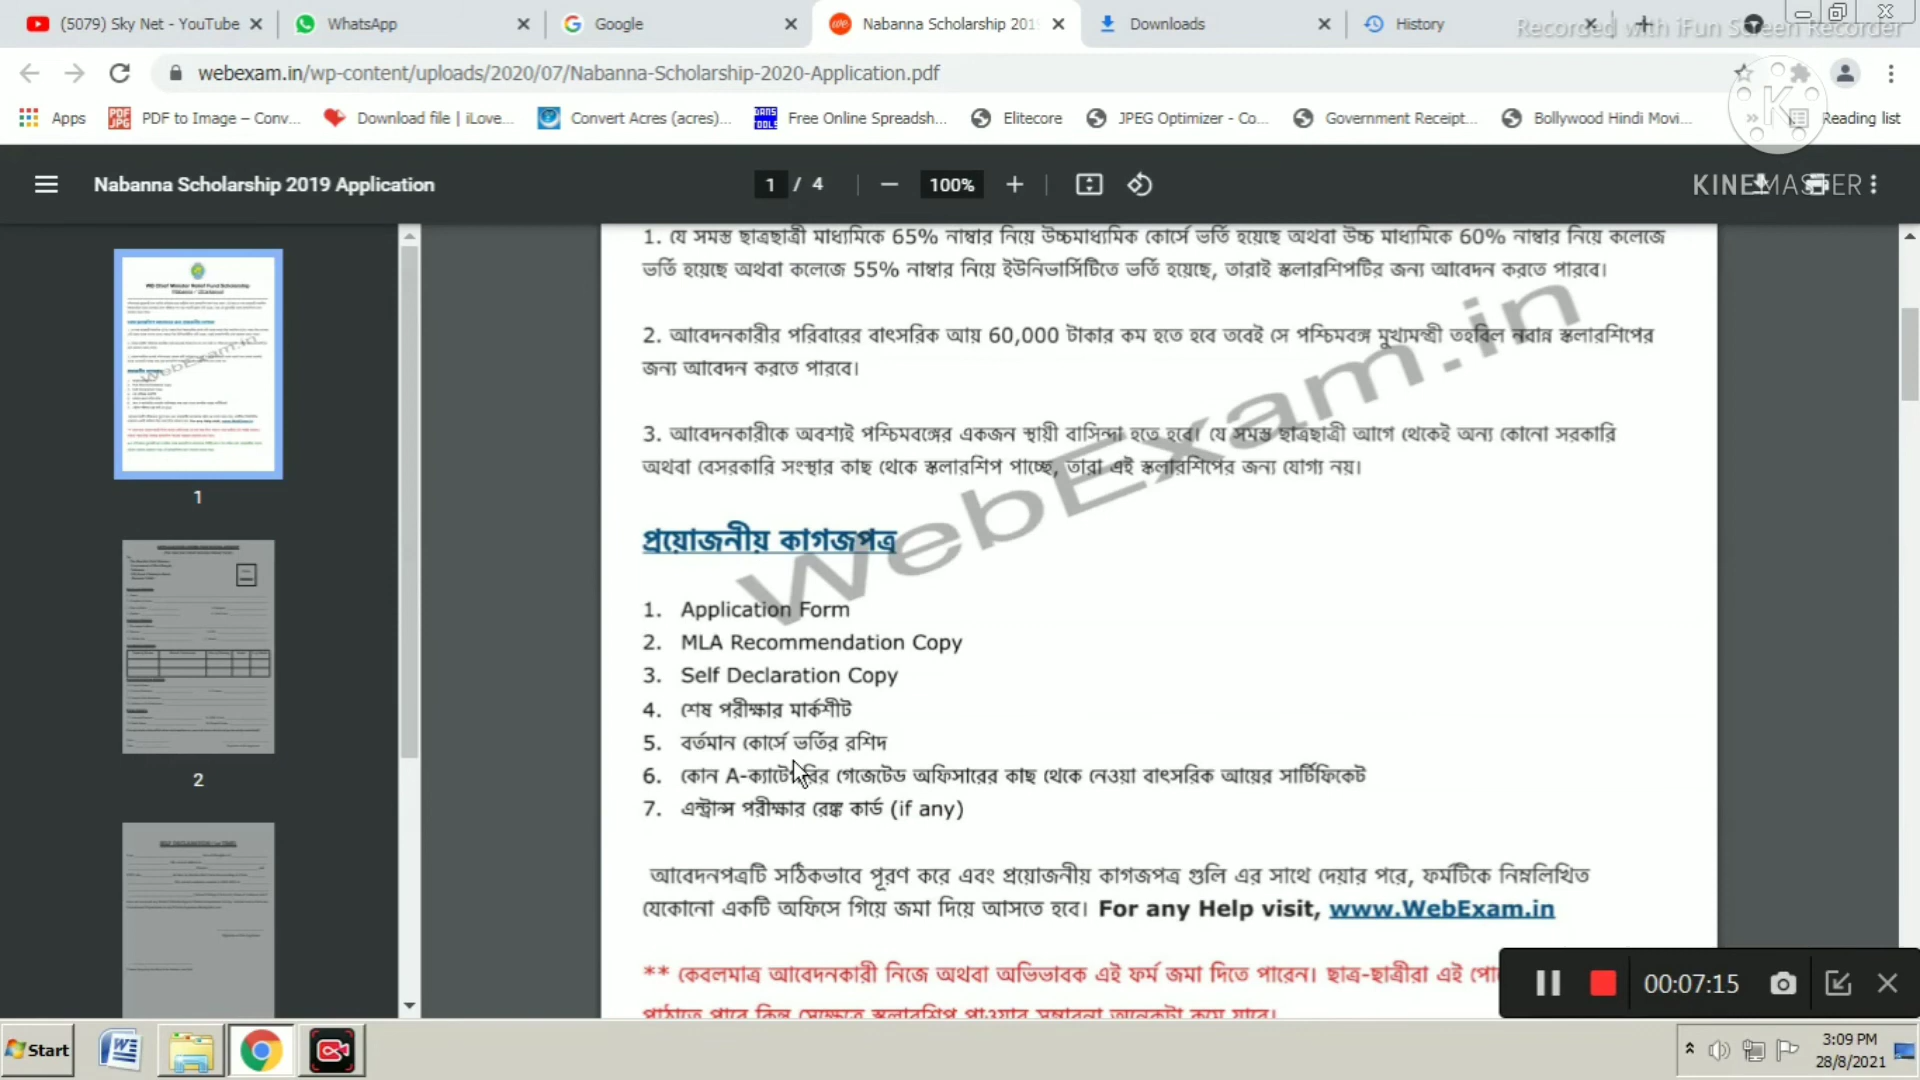 (5079) Sky Net - YouTube
WhatsApp
Google
Nabanna Scholarship 201
Downloads
History
Recorded with iFun Screen Recorder
webexam.in/wp-content/uploads/2020/07/Nabanna-Scholarship-2020-Application.pdf
Apps
PDF to Image – Conv...
Download file | iLove...
Convert Acres (acres)...
Free Online Spreadsh...
Elitecore
JPEG Optimizer - Co...
Government Receipt...
Bollywood Hindi Movi...
Reading list
Nabanna Scholarship 2019 Application
1 / 4
100%
KINEMASTER
1. যে সমস্ত ছাত্রছাত্রী মাধ্যমিকে 65% নাম্বার নিয়ে উচ্চমাধ্যমিক কোর্সে ভর্তি হয়েছে অথবা উচ্চ মাধ্যমিকে 60% নাম্বার নিয়ে কলেজে
ভর্তি হয়েছে অথবা কলেজে 55% নাম্বার নিয়ে ইউনিভার্সিটিতে ভর্তি হয়েছে, তারাই স্কলারশিপটির জন্য আবেদন করতে পারবে।
2. আবেদনকারীর পরিবারের বাৎসরিক আয় 60,000 টাকার কম হতে হবে তবেই সে পশ্চিমবঙ্গ মুখ্যমন্ত্রী তহবিল নবান্ন স্কলারশিপের
জন্য আবেদন করতে পারবে।
3. আবেদনকারীকে অবশ্যই পশ্চিমবঙ্গের একজন স্থায়ী বাসিন্দা হতে হবে। যে সমস্ত ছাত্রছাত্রী আগে থেকেই অন্য কোনো সরকারি
অথবা বেসরকারি সংস্থার কাছ থেকে স্কলারশিপ পাচ্ছে, তারা এই স্কলারশিপের জন্য যোগ্য নয়।
WebExam.in
প্রয়োজনীয় কাগজপত্র
1. Application Form
2. MLA Recommendation Copy
3. Self Declaration Copy
4. শেষ পরীক্ষার মার্কশীট
5. বর্তমান কোর্সে ভর্তির রশিদ
6. কোন A-ক্যাটেগরির গেজেটেড অফিসারের কাছ থেকে নেওয়া বাৎসরিক আয়ের সার্টিফিকেট
7. এন্ট্রান্স পরীক্ষার রেঙ্ক কার্ড (if any)
আবেদনপত্রটি সঠিকভাবে পূরণ করে এবং প্রয়োজনীয় কাগজপত্র গুলি এর সাথে দেয়ার পরে, ফর্মটিকে নিম্নলিখিত
যেকোনো একটি অফিসে গিয়ে জমা দিয়ে আসতে হবে। For any Help visit, www.WebExam.in
** কেবলমাত্র আবেদনকারী নিজে অথবা অভিভাবক এই ফর্ম জমা দিতে পারেন। ছাত্র-ছাত্রীরা এই
পাঠাতে পারে কিন্তু সেক্ষেত্রে স্কলারশিপ পাওয়ার সম্ভাবনা অনেকটা কমে যাবে।
1
2
00:07:15
Start
3:09 PM
28/8/2021